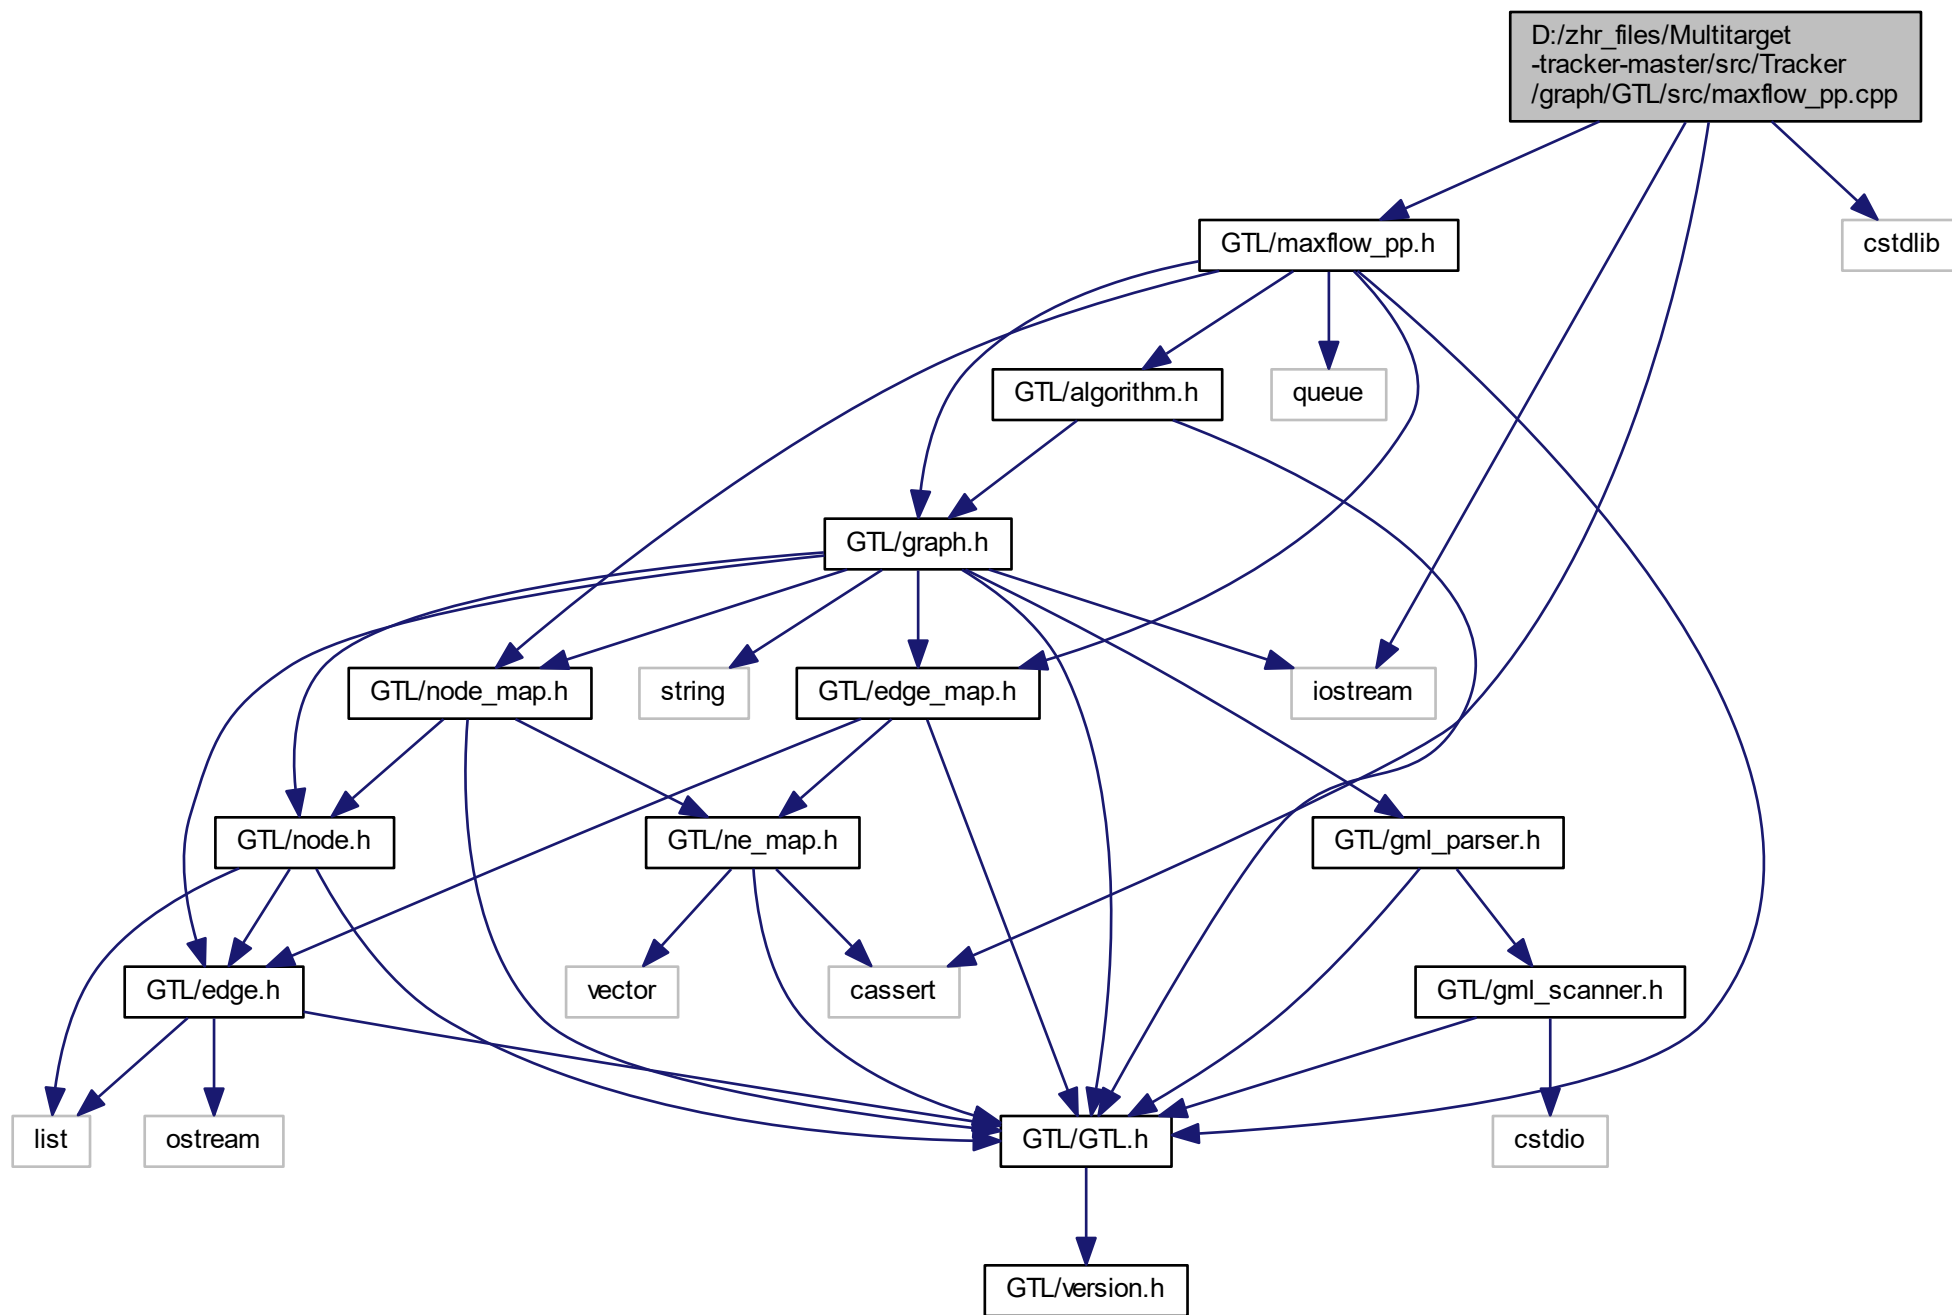 D:/zhr_files/Multitarget
-tracker-master/src/Tracker
/graph/GTL/src/maxflow_pp.cpp
GTL/maxflow_pp.h
cstdlib
GTL/algorithm.h
queue
GTL/graph.h
GTL/node_map.h
string
GTL/edge_map.h
iostream
GTL/node.h
GTL/ne_map.h
GTL/gml_parser.h
GTL/edge.h
vector
cassert
GTL/gml_scanner.h
list
ostream
GTL/GTL.h
cstdio
GTL/version.h